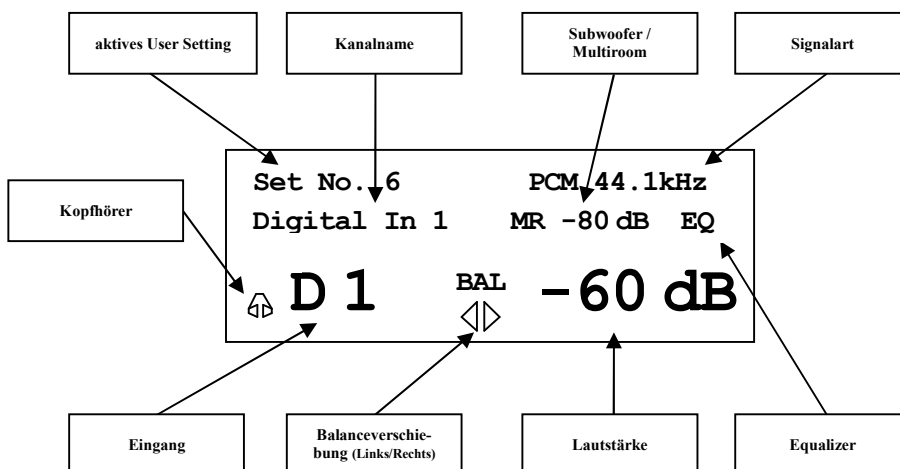 aktives User Setting
Kanalname
Subwoofer /
Multiroom
Signalart
Kopfhörer
Set No. 6
PCM 44.1kHz
Digital In 1
MR -80 dB
EQ
D 1
BAL
-60 dB
Eingang
Balanceverschie-
bung (Links/Rechts)
Lautstärke
Equalizer